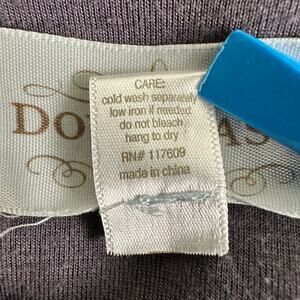 CARE:
cold wash separately
low iron if needed
do not bleach
hang to dry
RN# 117609
made in china